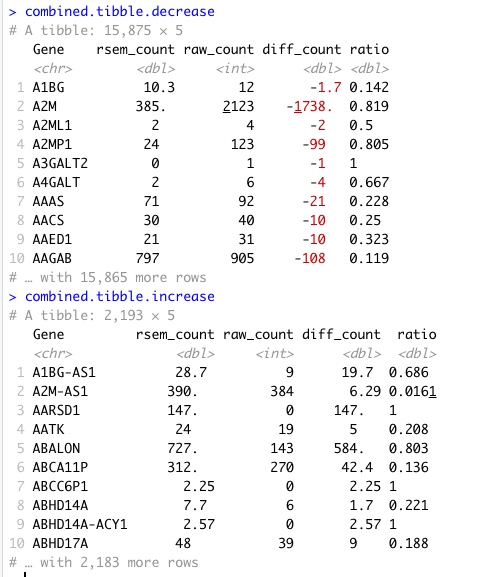 > combined.tibble.decrease
# A tibble: 15,875 × 5
Gene rsem_count raw_count diff_count ratio
<chr> <dbl> <int> <dbl> <dbl>
1 A1BG 10.3 12 -1.7 0.142
2 A2M 385. 2123 -1738. 0.819
3 A2ML1 2 4 -2 0.5
4 A2MP1 24 123 -99 0.805
5 A3GALT2 0 1 -1 1
6 A4GALT 2 6 -4 0.667
7 AAAS 71 92 -21 0.228
8 AACS 30 40 -10 0.25
9 AAED1 21 31 -10 0.323
10 AAGAB 797 905 -108 0.119
# … with 15,865 more rows
> combined.tibble.increase
# A tibble: 2,193 × 5
Gene rsem_count raw_count diff_count ratio
<chr> <dbl> <int> <dbl> <dbl>
1 A1BG-AS1 28.7 9 19.7 0.686
2 A2M-AS1 390. 384 6.29 0.0161
3 AARSD1 147. 0 147. 1
4 AATK 24 19 5 0.208
5 ABALON 727. 143 584. 0.803
6 ABCA11P 312. 270 42.4 0.136
7 ABCC6P1 2.25 0 2.25 1
8 ABHD14A 7.7 6 1.7 0.221
9 ABHD14A-ACY1 2.57 0 2.57 1
10 ABHD17A 48 39 9 0.188
# … with 2,183 more rows